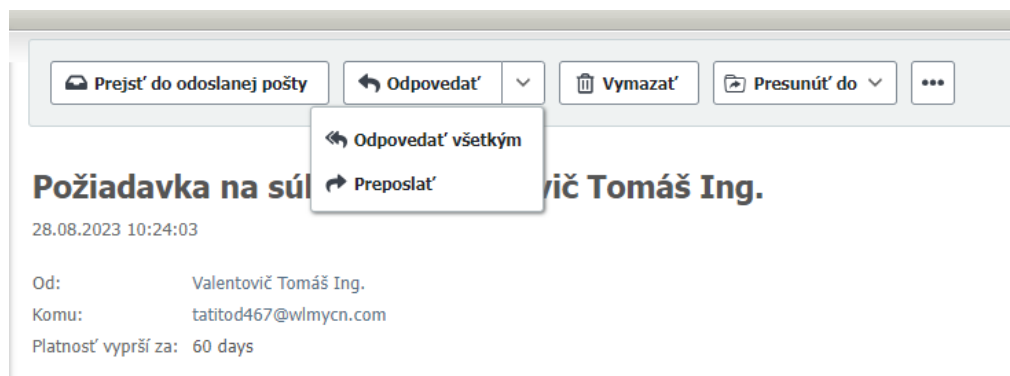 Prejsť do odoslanej pošty Odpovedať Vymazať Presunúť do
Odpovedať všetkým
Preposlať
Požiadavka na vič Tomáš Ing.
28.08.2023 10:24:03
Od: Valentovič Tomáš Ing.
Komu: tatitod467@wlmycn.com
Platnosť vyprší za: 60 days